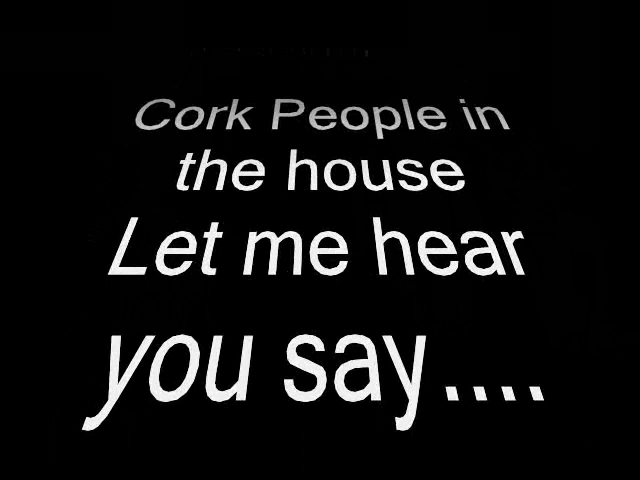 Cork People in
the house
Let me hear
you say....